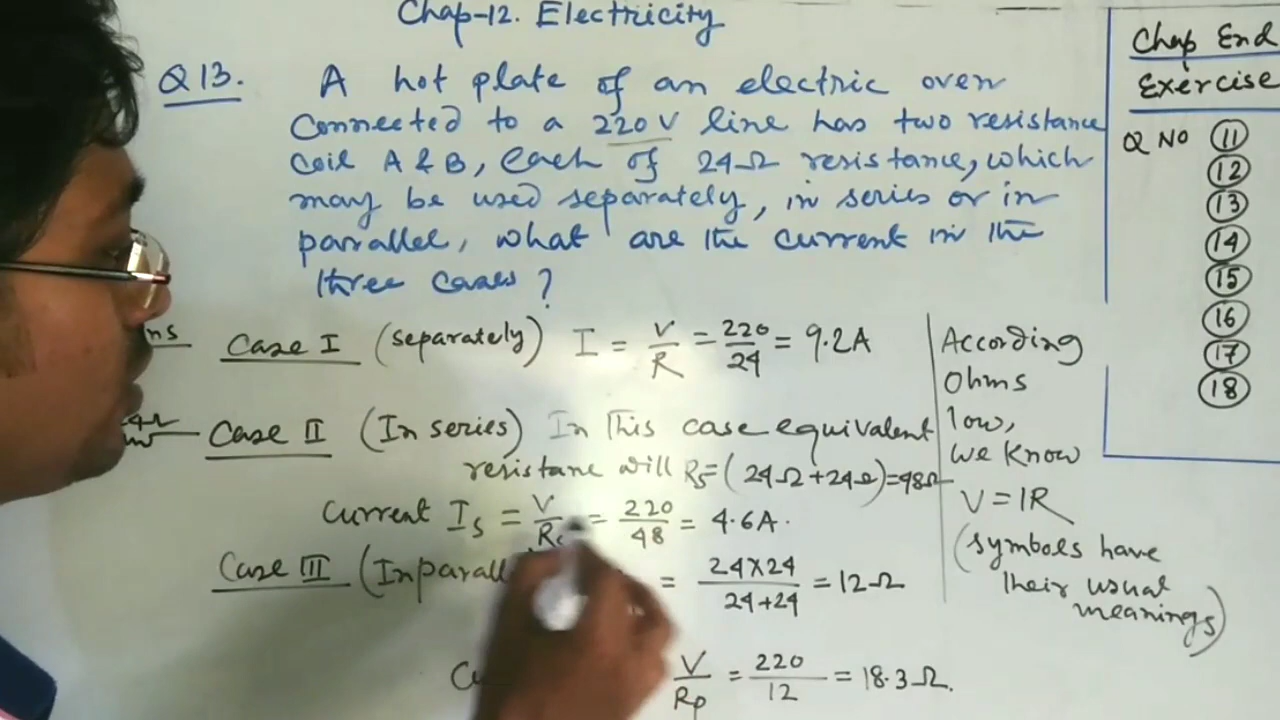 Chap-12. Electricity
Q13. A hot plate of an electric oven
connected to a 220V line has two resistance
coil A & B, each of 24Ω resistance, which
may be used separately, in series or in
parallel, what are the current in the
three cases?
ns Case I (separately) I = V/R = 220/24 = 9.2A
Case II (In series) In this case equivalent
resistane will Rs = (24Ω+24Ω)=48Ω
Current Is = V/Rs = 220/48 = 4.6A.
Case III (In parall = 24×24/24+24 = 12Ω
Cu V/Rp = 220/12 = 18.3Ω.
According
Ohms
low,
we know
V = IR
(symbols have
their usual
meanings)
Chap End
Exercise
Q No 11
12
13
14
15
16
17
18